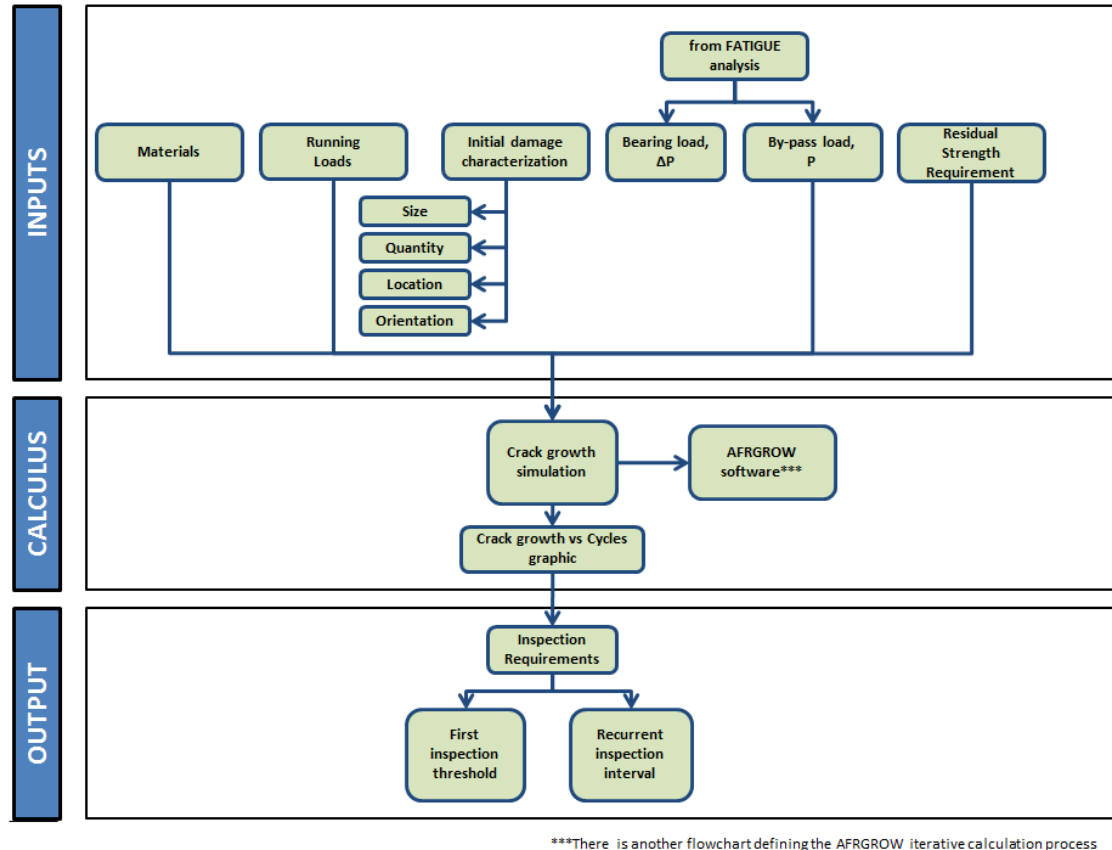 INPUTS
from FATIGUE
analysis
Materials
Running
Loads
Initial damage
characterization
Bearing load,
ΔP
By-pass load,
P
Residual
Strength
Requirement
Size
Quantity
Location
Orientation
CALCULUS
Crack growth
simulation
AFRGROW
software***
Crack growth vs Cycles
graphic
OUTPUT
Inspection
Requirements
First
inspection
threshold
Recurrent
inspection
interval
***There is another flowchart defining the AFRGROW iterative calculation process